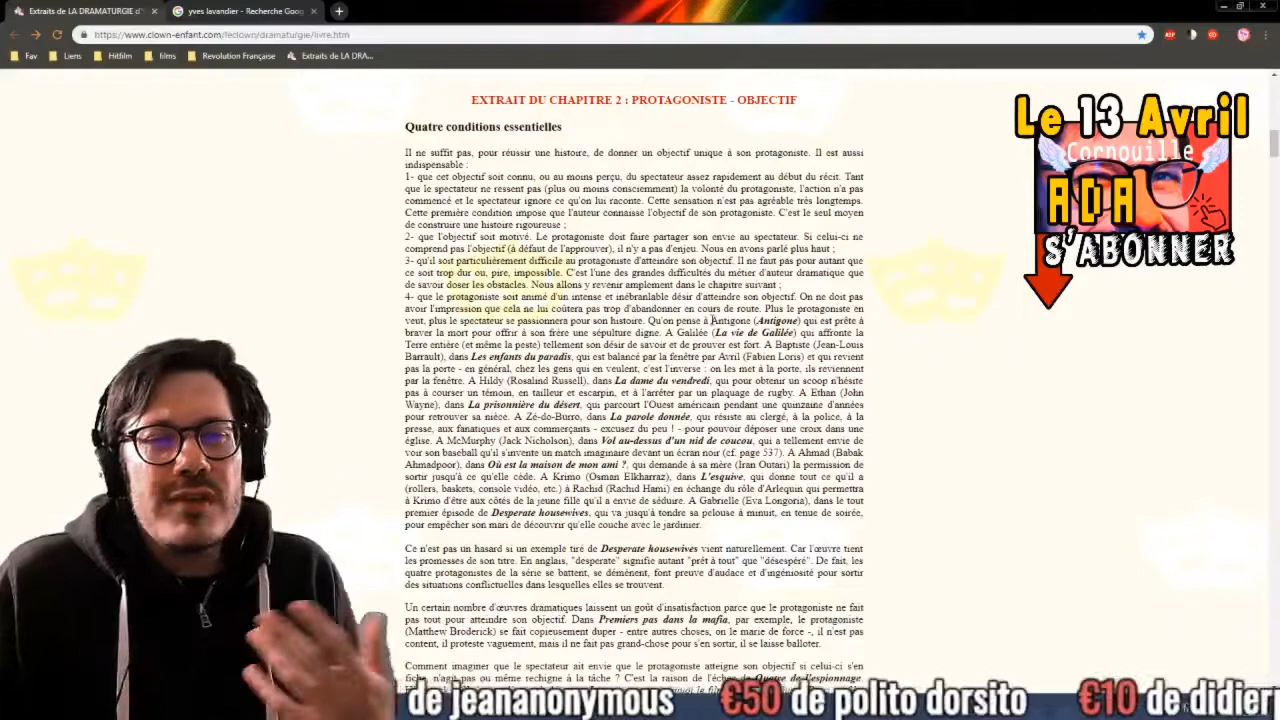 Extraits de LA DRAMATURGIE d'
yves lavandier - Recherche Goog
https://www.clown-enfant.com/leclown/dramaturgie/livre.htm
Fav
Liens
Hitfilm
films
Revolution Française
Extraits de LA DRA...
EXTRAIT DU CHAPITRE 2 : PROTAGONISTE - OBJECTIF
Quatre conditions essentielles
Il ne suffit pas, pour réussir une histoire, de donner un objectif unique à son protagoniste. Il est aussi
indispensable :
1- que cet objectif soit connu, ou au moins perçu, du spectateur assez rapidement au début du récit. Tant
que le spectateur ne ressent pas (plus ou moins consciemment) la volonté du protagoniste, l'action n'a pas
commencé et le spectateur ignore ce qu'on lui raconte. Cette sensation n'est pas agréable très longtemps.
Cette première condition impose que l'auteur connaisse l'objectif de son protagoniste. C'est le seul moyen
de construire une histoire rigoureuse ;
2- que l'objectif soit motivé. Le protagoniste doit faire partager son envie au spectateur. Si celui-ci ne
comprend pas l'objectif (à défaut de l'approuver), il n'y a pas d'enjeu. Nous en avons parlé plus haut ;
3- qu'il soit particulièrement difficile au protagoniste d'atteindre son objectif. Il ne faut pas pour autant que
ce soit trop dur ou, pire, impossible. C'est l'une des grandes difficultés du métier d'auteur dramatique que
de savoir doser les obstacles. Nous allons y revenir amplement dans le chapitre suivant ;
4- que le protagoniste soit animé d'un intense et inébranlable désir d'atteindre son objectif. On ne doit pas
avoir l'impression que cela ne lui coûtera pas trop d'abandonner en cours de route. Plus le protagoniste en
veut, plus le spectateur se passionnera pour son histoire. Qu'on pense à Antigone (Antigone) qui est prête à
braver la mort pour offrir à son frère une sépulture digne. A Galilée (La vie de Galilée) qui affronte la
Terre entière (et même la peste) tellement son désir de savoir et de prouver est fort. A Baptiste (Jean-Louis
Barrault), dans Les enfants du paradis, qui est balancé par la fenêtre par Avril (Fabien Loris) et qui revient
pas la porte - en général, chez les gens qui en veulent, c'est l'inverse : on les met à la porte, ils reviennent
par la fenêtre. A Hildy (Rosalind Russell), dans La dame du vendredi, qui pour obtenir un scoop n'hésite
pas à courser un témoin, en tailleur et escarpin, et à l'arrêter par un plaquage de rugby. A Ethan (John
Wayne), dans La prisonnière du désert, qui parcourt l'Ouest américain pendant une quinzaine d'années
pour retrouver sa nièce. A Zé-do-Burro, dans La parole donnée, qui résiste au clergé, à la police, à la
presse, aux fanatiques et aux commerçants - excusez du peu ! - pour pouvoir déposer une croix dans une
église. A McMurphy (Jack Nicholson), dans Vol au-dessus d'un nid de coucou, qui a tellement envie de
voir son baseball qu'il s'invente un match imaginaire devant un écran noir (cf. page 537). A Ahmad (Babak
Ahmadpoor), dans Où est la maison de mon ami ?, qui demande à sa mère (Iran Outari) la permission de
sortir jusqu'à ce qu'elle cède. A Krimo (Osman Elkharraz), dans L'esquive, qui donne tout ce qu'il a
(rollers, baskets, console vidéo, etc.) à Rachid (Rachid Hami) en échange du rôle d'Arlequin qui permettra
à Krimo d'être aux côtés de la jeune fille qu'il a envie de séduire. A Gabrielle (Eva Longoria), dans le tout
premier épisode de Desperate housewives, qui va jusqu'à tondre sa pelouse à minuit, en tenue de soirée,
pour empêcher son mari de découvrir qu'elle couche avec le jardinier.
Ce n'est pas un hasard si un exemple tiré de Desperate housewives vient naturellement. Car l'œuvre tient
les promesses de son titre. En anglais, "desperate" signifie autant "prêt à tout" que "désespéré". De fait, les
quatre protagonistes de la série se battent, se démènent, font preuve d'audace et d'ingéniosité pour sortir
des situations conflictuelles dans lesquelles elles se trouvent.
Un certain nombre d'œuvres dramatiques laissent un goût d'insatisfaction parce que le protagoniste ne fait
pas tout pour atteindre son objectif. Dans Premiers pas dans la mafia, par exemple, le protagoniste
(Matthew Broderick) se fait copieusement duper - entre autres choses, on le marie de force -, il n'est pas
content, il proteste vaguement, mais il ne fait pas grand-chose pour s'en sortir, il se laisse balloter.
Comment imaginer que le spectateur ait envie que le protagoniste atteigne son objectif si celui-ci s'en
fiche, n'agit pas ou même rechigne à la tâche ? C'est la raison de l'échec de Quatre de l'espionnage
Le 13 Avril
Cornouille
ADA
S'ABONNER
de jeananonymous €50 de polito dorsito €10 de didier